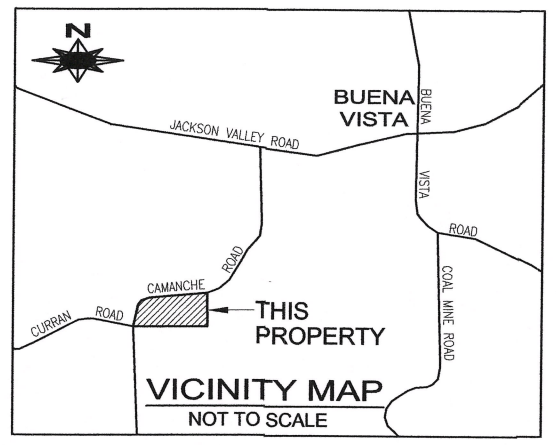 N
BUENA
VISTA
BUENA
VISTA
ROAD
JACKSON VALLEY ROAD
CAMANCHE
ROAD
CURRAN ROAD
THIS
PROPERTY
COAL MINE ROAD
VICINITY MAP
NOT TO SCALE